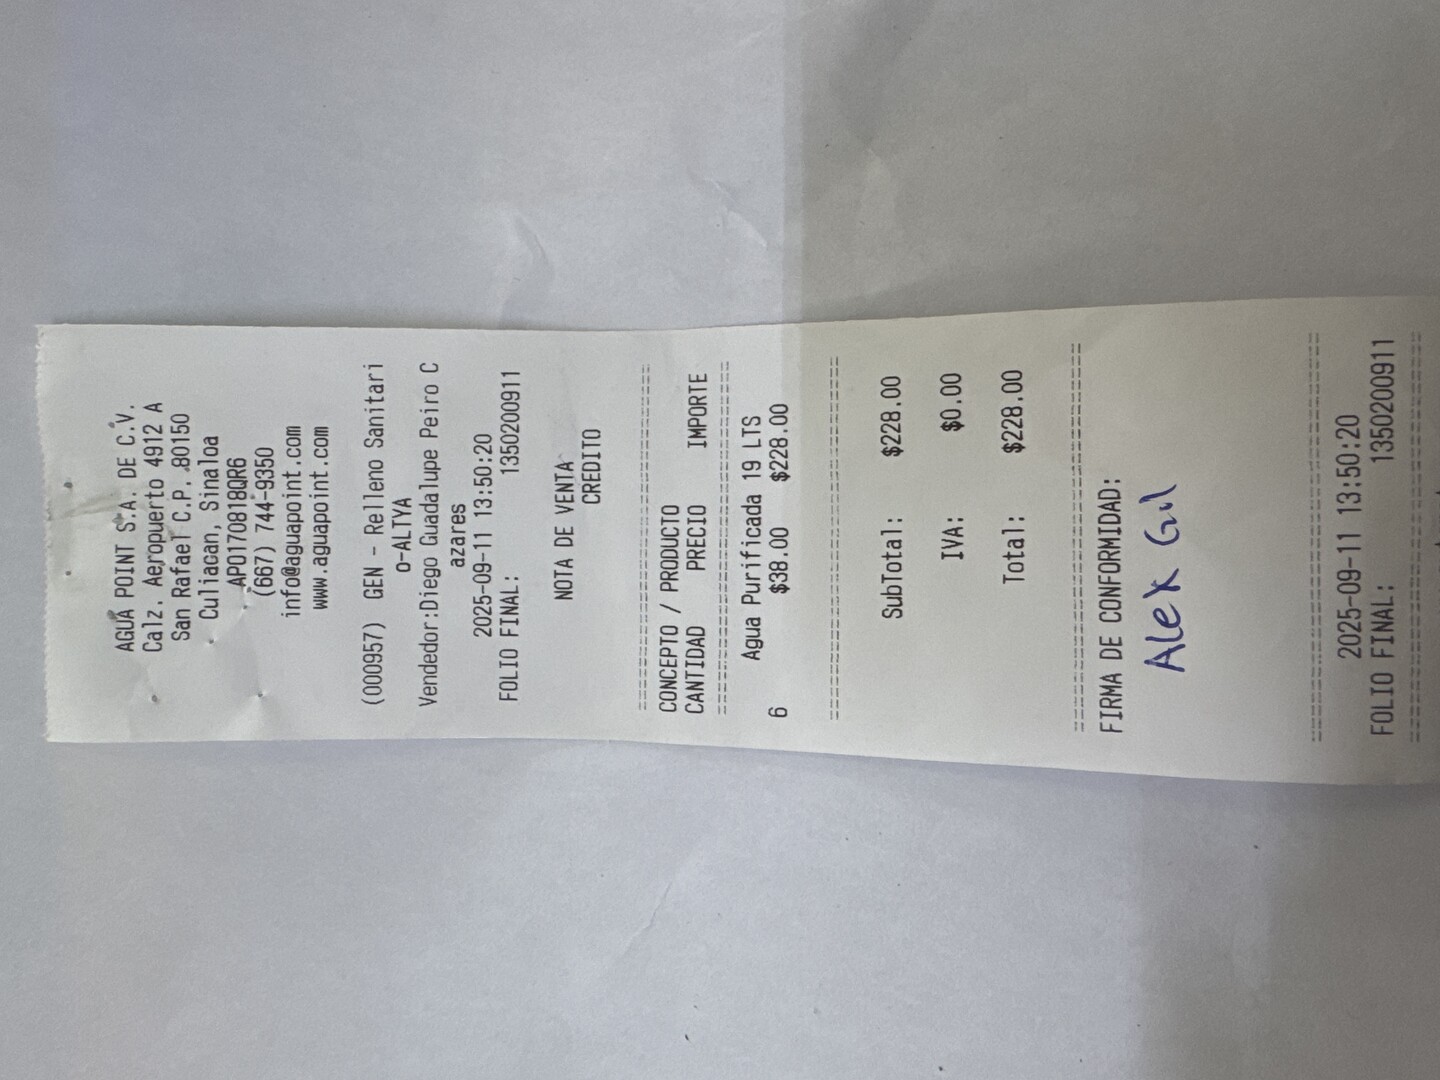 AGUA POINT S.A. DE C.V.
Calz. Aeropuerto 4912 A
San Rafael C.P. 80150
Culiacan, Sinaloa
APO170818QR6
(667) 744-9350
info@aguapoint.com
www.aguapoint.com
(000957) GEN - Relleno Sanitari
o-ALTYA
Vendedor:Diego Guadalupe Peiro C
azares
2025-09-11 13:50:20
FOLIO FINAL: 1350200911
NOTA DE VENTA
CREDITO
================================
CONCEPTO / PRODUCTO
CANTIDAD PRECIO IMPORTE
================================
Agua Purificada 19 LTS
6 $38.00 $228.00
================================
SubTotal: $228.00
IVA: $0.00
Total: $228.00
================================
FIRMA DE CONFORMIDAD:
Alex Gil
================================
2025-09-11 13:50:20
FOLIO FINAL: 1350200911
================================